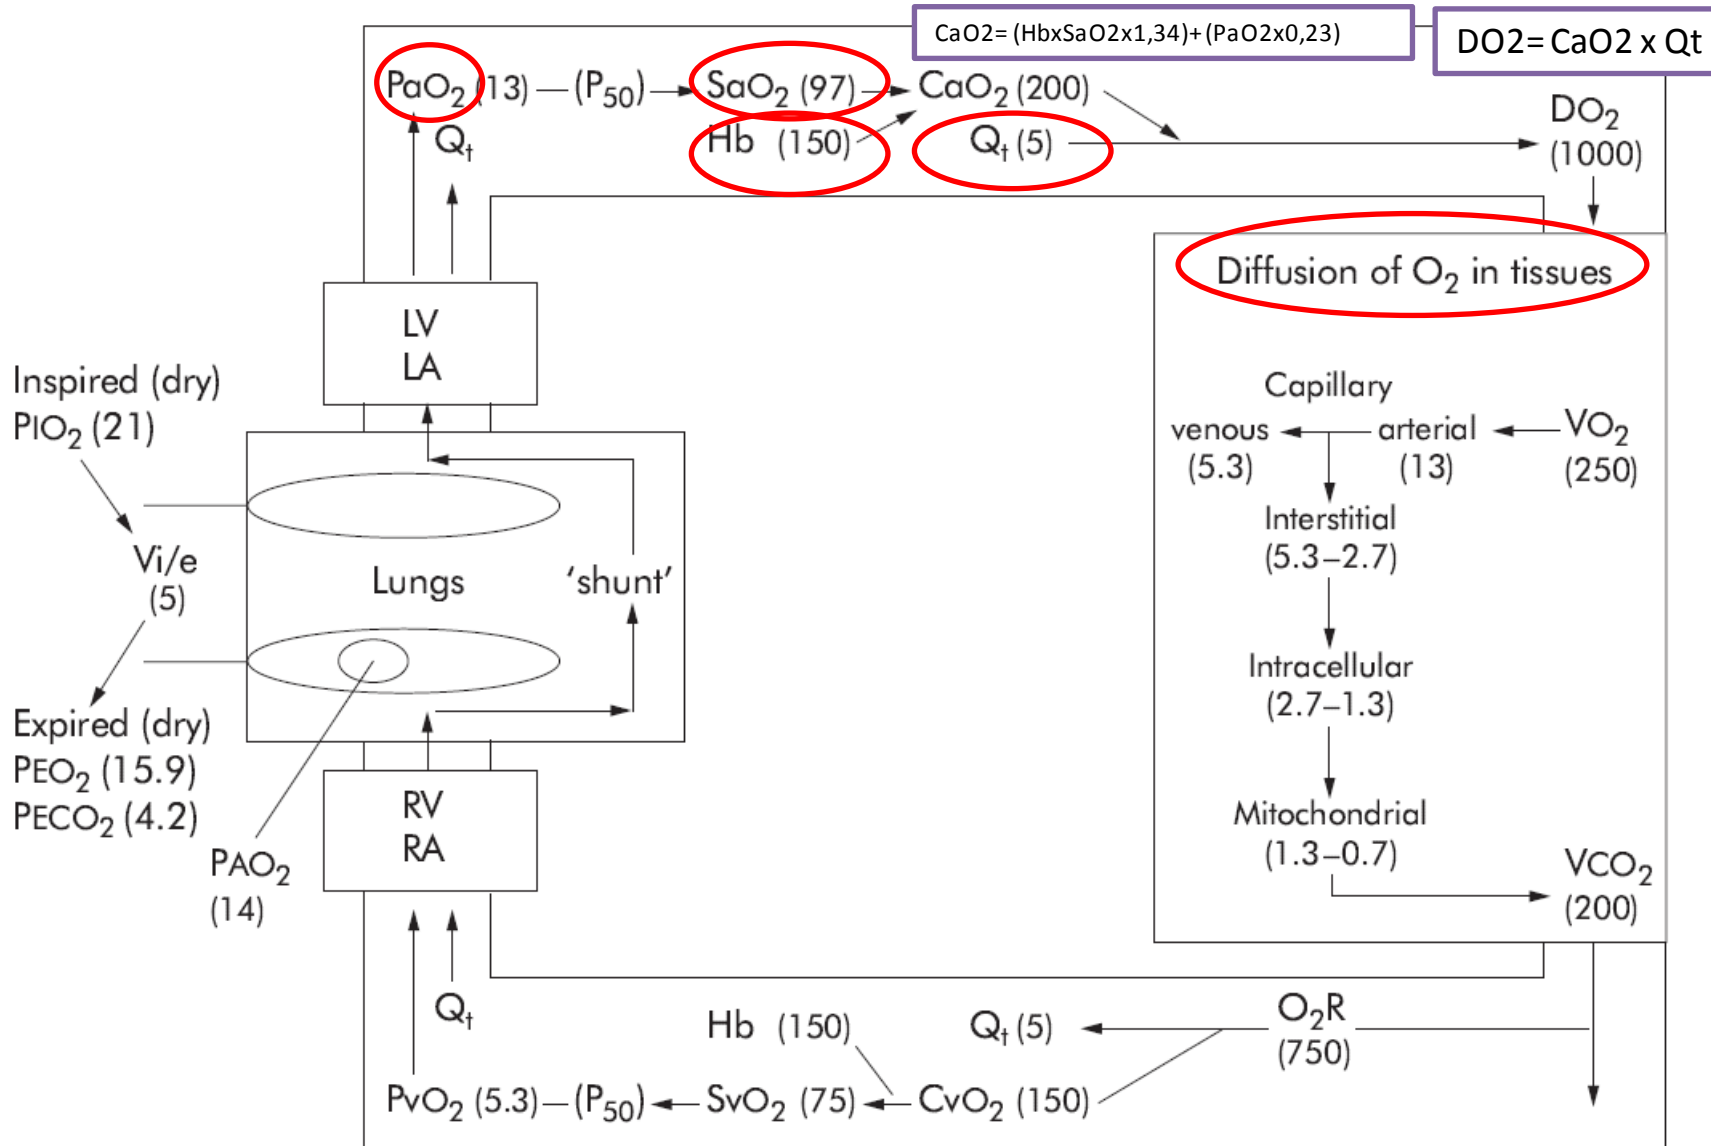 CaO2= (HbxSaO2x1,34)+(PaO2x0,23)
DO2= CaO2 x Qt
PaO₂ (13) — (P₅₀) SaO₂ (97) CaO₂ (200)
Qₜ Hb (150) Qₜ (5)
DO₂
(1000)
Diffusion of O₂ in tissues
LV
LA
Inspired (dry)
PIO₂ (21)
Vi/e
(5)
Expired (dry)
PEO₂ (15.9)
PECO₂ (4.2)
PAO₂
(14)
Lungs
‘shunt’
RV
RA
Capillary
venous arterial VO₂
(5.3) (13) (250)
Interstitial
(5.3–2.7)
Intracellular
(2.7–1.3)
Mitochondrial
(1.3–0.7)
VCO₂
(200)
Qₜ Hb (150) Qₜ (5) O₂R
(750)
PvO₂ (5.3) — (P₅₀) SvO₂ (75) CvO₂ (150)